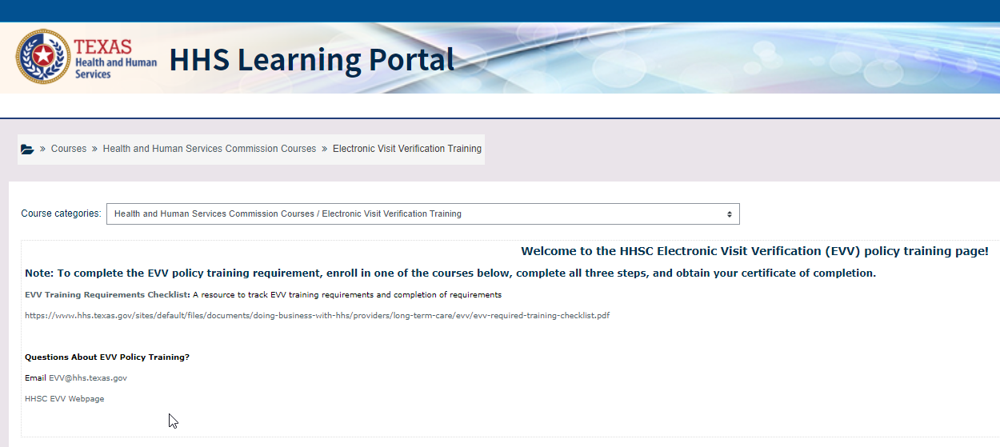 TEXAS
Health and Human
Services
HHS Learning Portal
» Courses » Health and Human Services Commission Courses » Electronic Visit Verification Training
Course categories: Health and Human Services Commission Courses / Electronic Visit Verification Training
Welcome to the HHSC Electronic Visit Verification (EVV) policy training page!
Note: To complete the EVV policy training requirement, enroll in one of the courses below, complete all three steps, and obtain your certificate of completion.
EVV Training Requirements Checklist: A resource to track EVV training requirements and completion of requirements
https://www.hhs.texas.gov/sites/default/files/documents/doing-business-with-hhs/providers/long-term-care/evv/evv-required-training-checklist.pdf
Questions About EVV Policy Training?
Email EVV@hhs.texas.gov
HHSC EVV Webpage